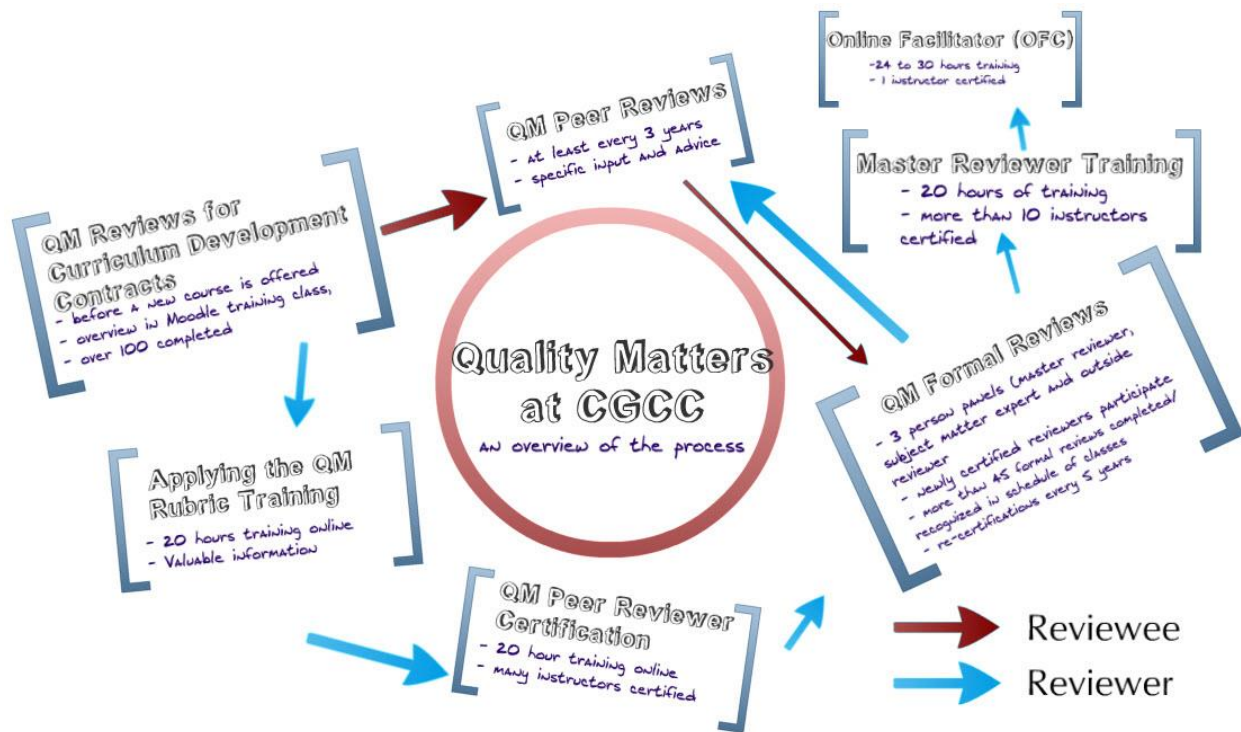 Quality Matters
at CGCC
an overview of the process
QM Reviews for
Curriculum Development
Contracts
- before a new course is offered
- overview in Moodle training class,
- over 100 completed
QM Peer Reviews
- at least every 3 years
- specific input and advice
Online Facilitator (OFC)
-24 to 30 hours training
- 1 instructor certified
Master Reviewer Training
- 20 hours of training
- more than 10 instructors
certified
QM Formal Reviews
- 3 person panels (master reviewer,
subject matter expert and outside
reviewer
- newly certified reviewers participate
- more than 45 formal reviews completed/
recognized in schedule of classes
- re-certifications every 5 years
Applying the QM
Rubric Training
- 20 hours training online
- Valuable information
QM Peer Reviewer
Certification
- 20 hour training online
- many instructors certified
Reviewee
Reviewer